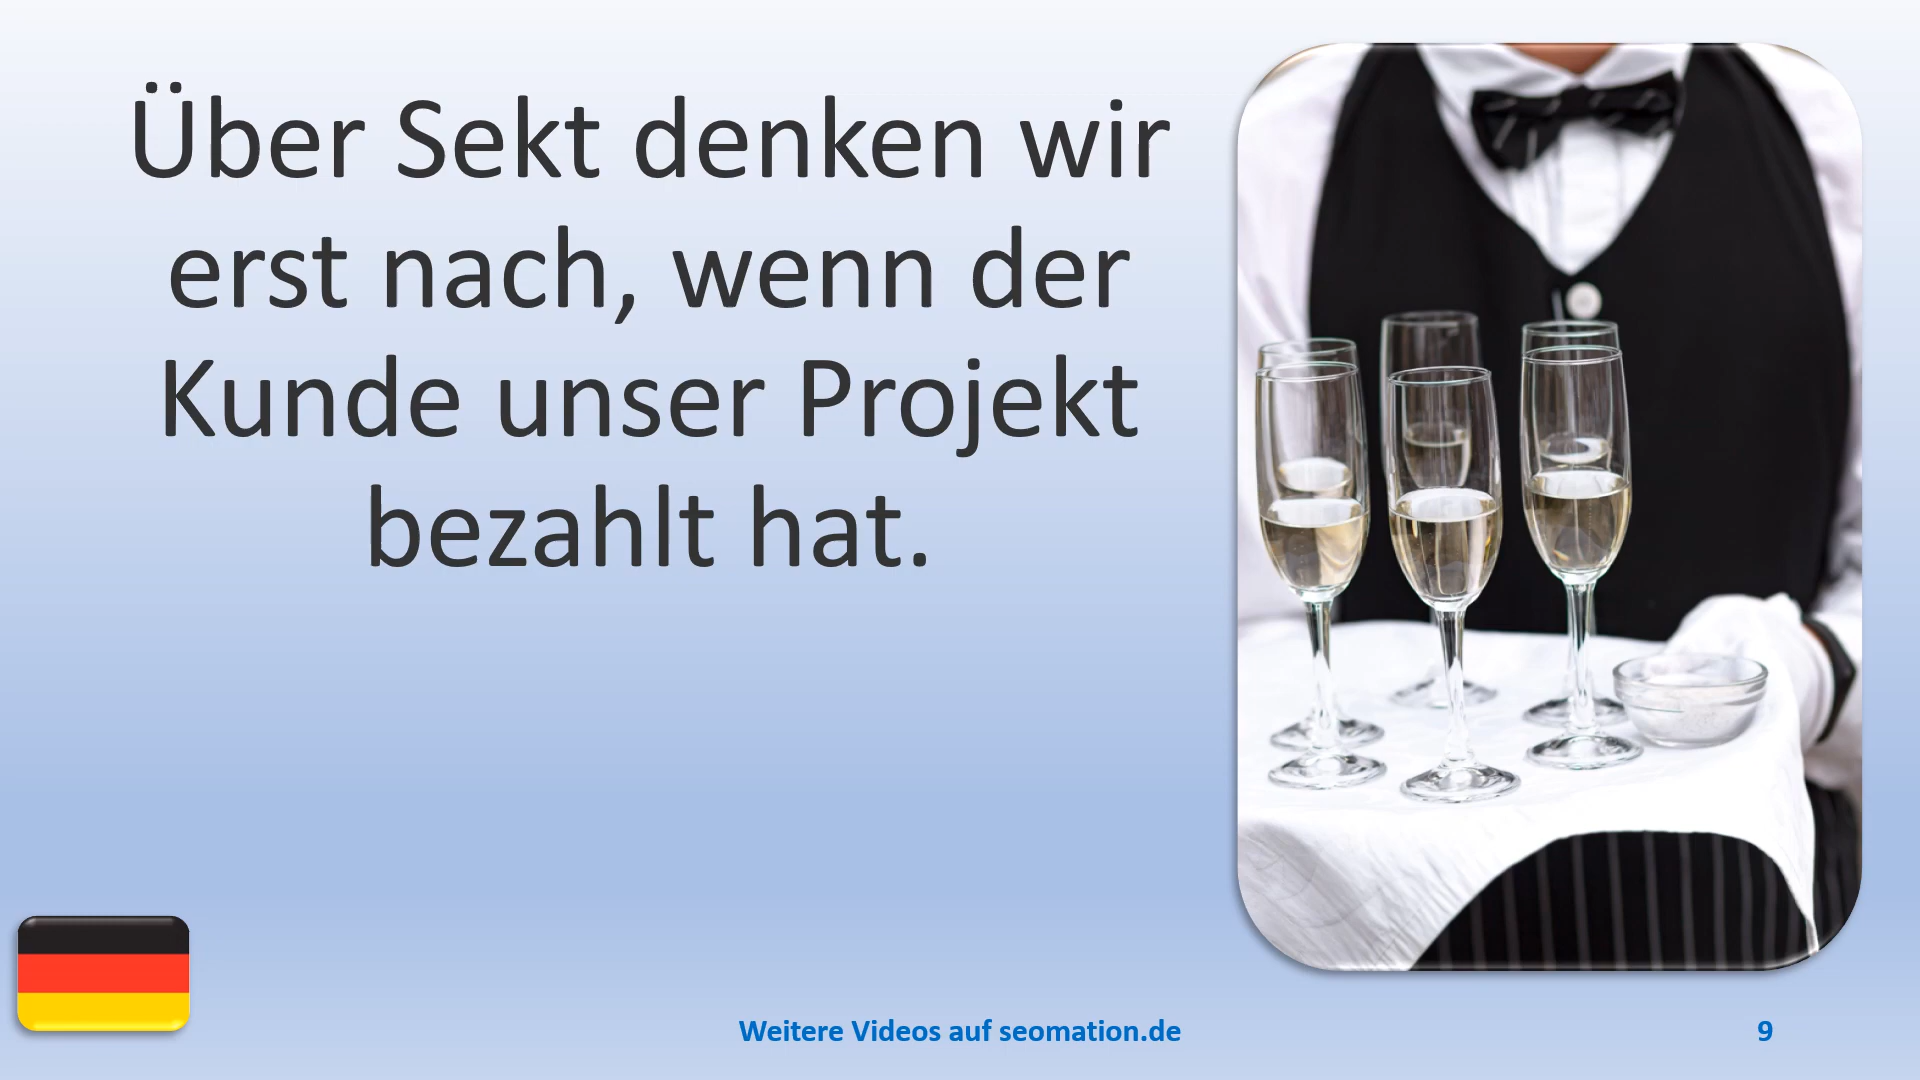 Über Sekt denken wir
erst nach, wenn der
Kunde unser Projekt
bezahlt hat.
Weitere Videos auf seomation.de
9